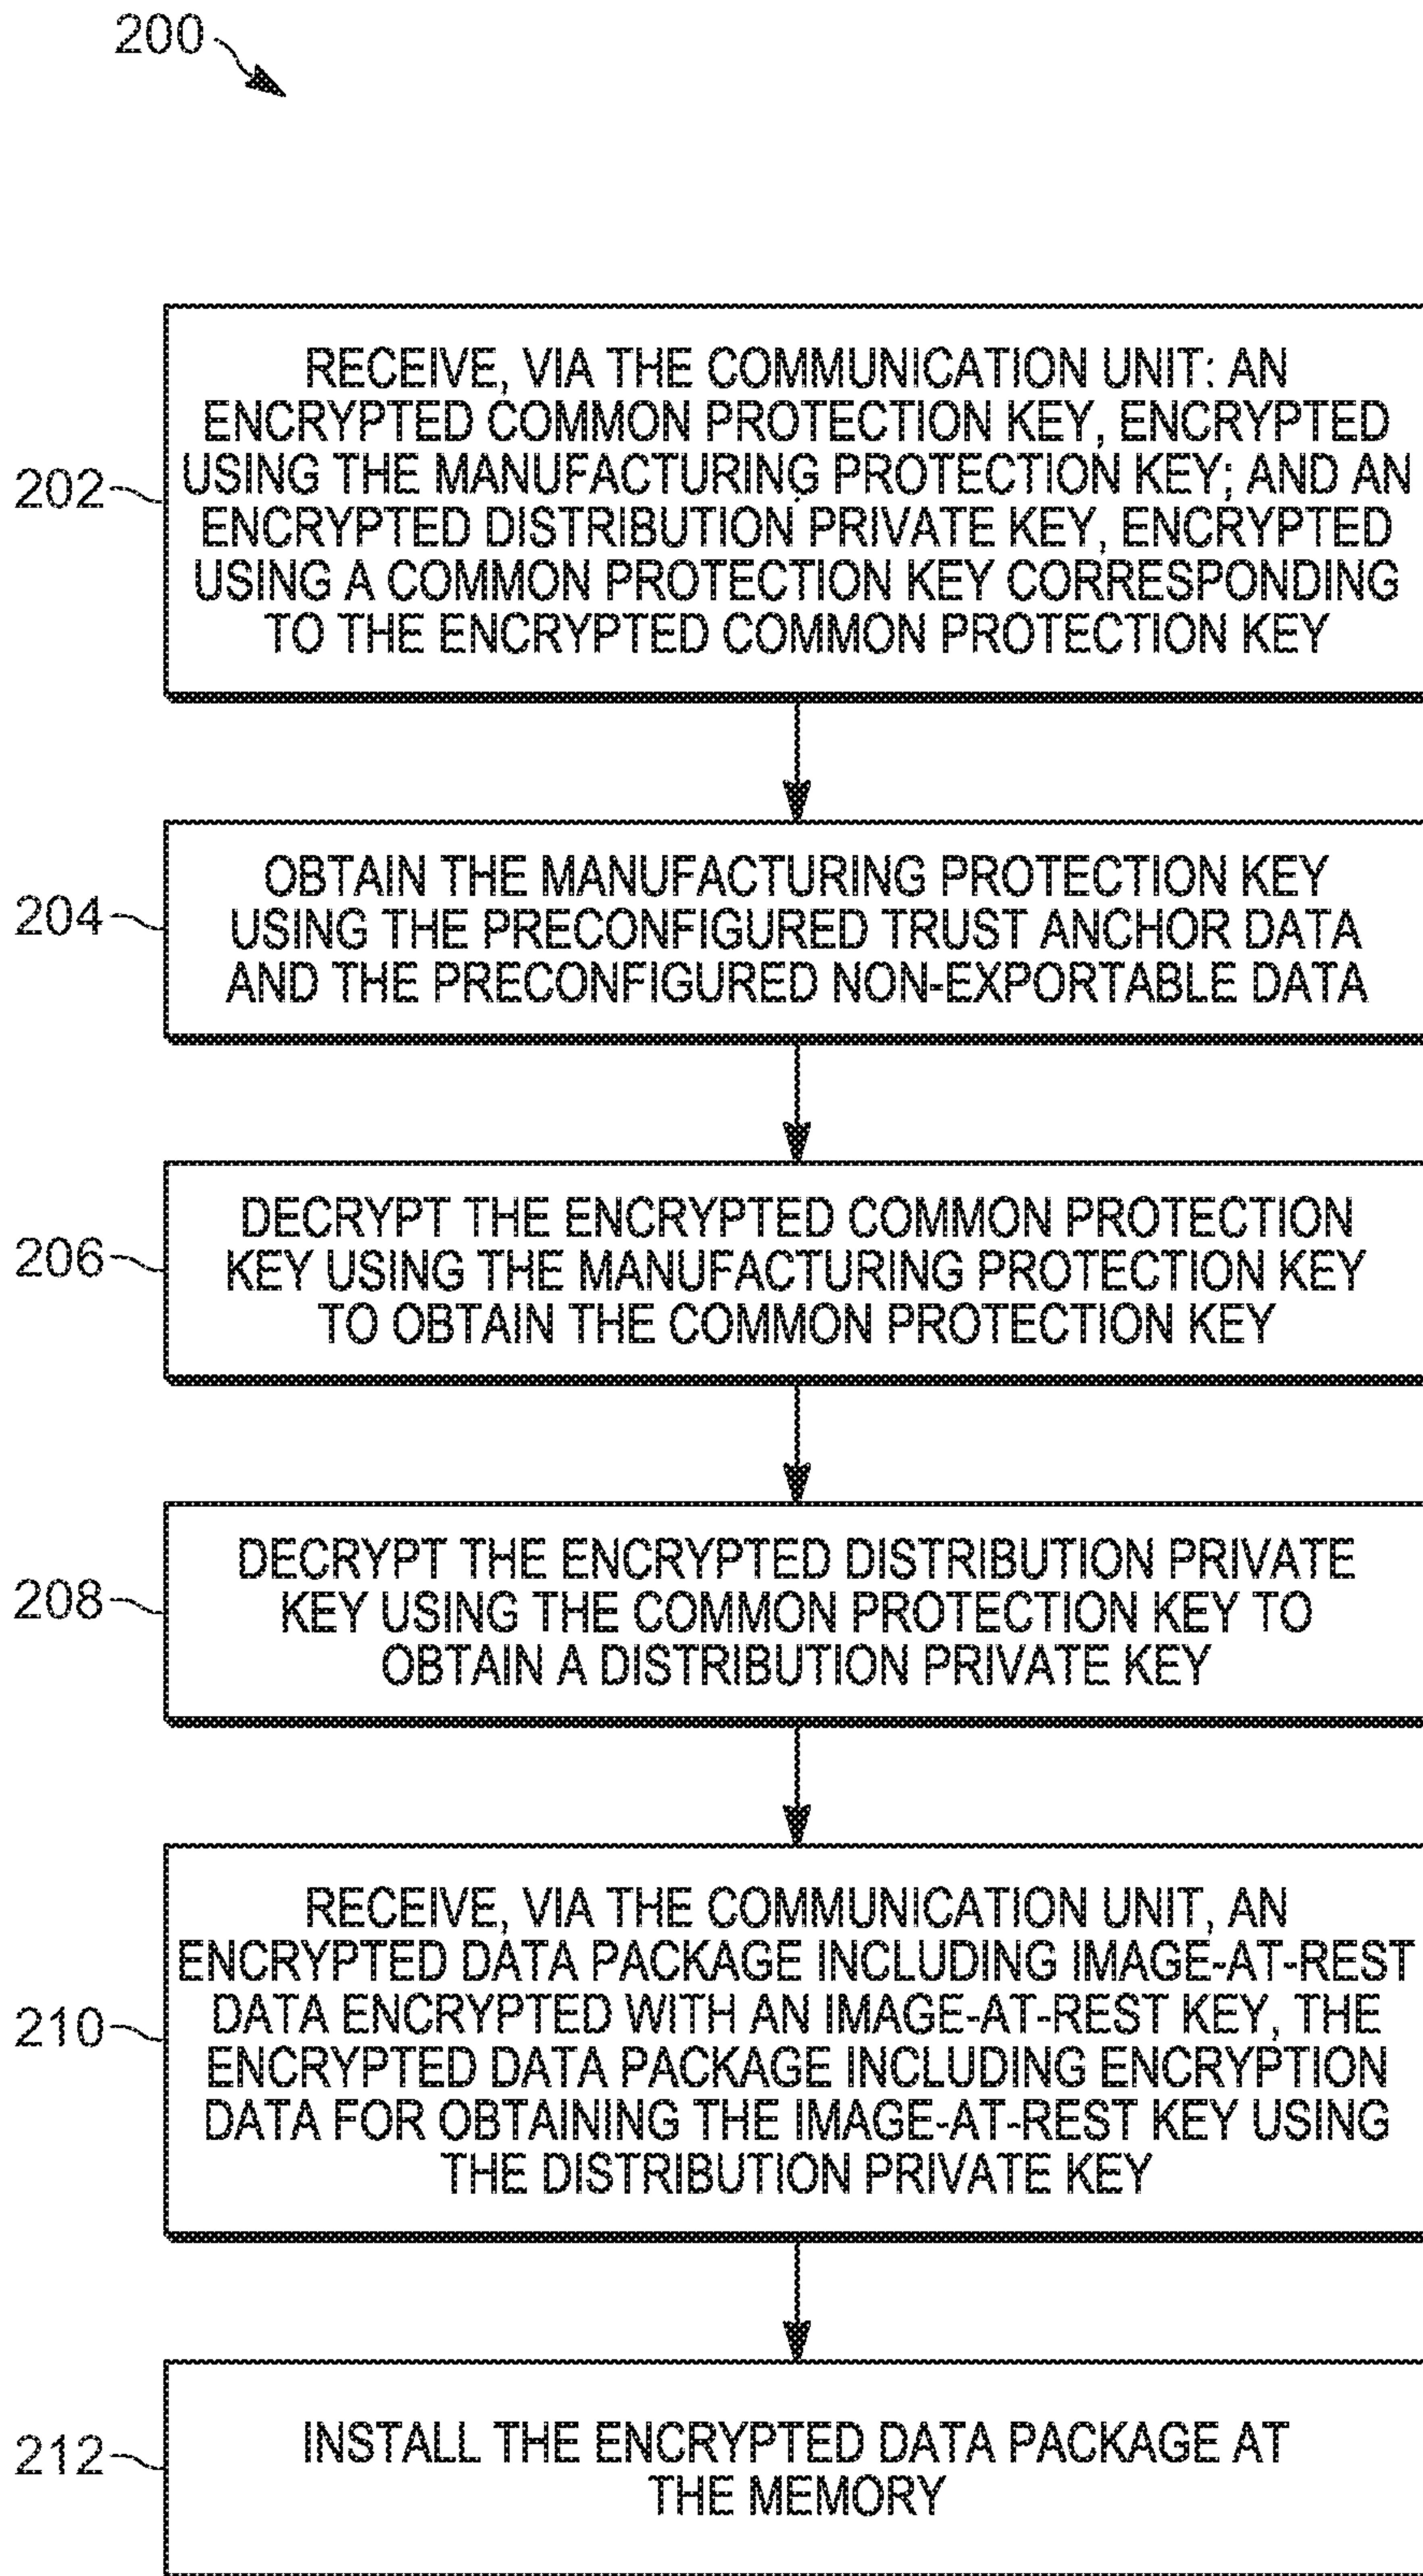 200
RECEIVE, VIA THE COMMUNICATION UNIT: AN
ENCRYPTED COMMON PROTECTION KEY, ENCRYPTED
USING THE MANUFACTURING PROTECTION KEY; AND AN
ENCRYPTED DISTRIBUTION PRIVATE KEY, ENCRYPTED
USING A COMMON PROTECTION KEY CORRESPONDING
TO THE ENCRYPTED COMMON PROTECTION KEY
202
OBTAIN THE MANUFACTURING PROTECTION KEY
USING THE PRECONFIGURED TRUST ANCHOR DATA
AND THE PRECONFIGURED NON-EXPORTABLE DATA
204
DECRYPT THE ENCRYPTED COMMON PROTECTION
KEY USING THE MANUFACTURING PROTECTION KEY
TO OBTAIN THE COMMON PROTECTION KEY
206
DECRYPT THE ENCRYPTED DISTRIBUTION PRIVATE
KEY USING THE COMMON PROTECTION KEY TO
OBTAIN A DISTRIBUTION PRIVATE KEY
208
RECEIVE, VIA THE COMMUNICATION UNIT, AN
ENCRYPTED DATA PACKAGE INCLUDING IMAGE-AT-REST
DATA ENCRYPTED WITH AN IMAGE-AT-REST KEY, THE
ENCRYPTED DATA PACKAGE INCLUDING ENCRYPTION
DATA FOR OBTAINING THE IMAGE-AT-REST KEY USING
THE DISTRIBUTION PRIVATE KEY
210
INSTALL THE ENCRYPTED DATA PACKAGE AT
THE MEMORY
212